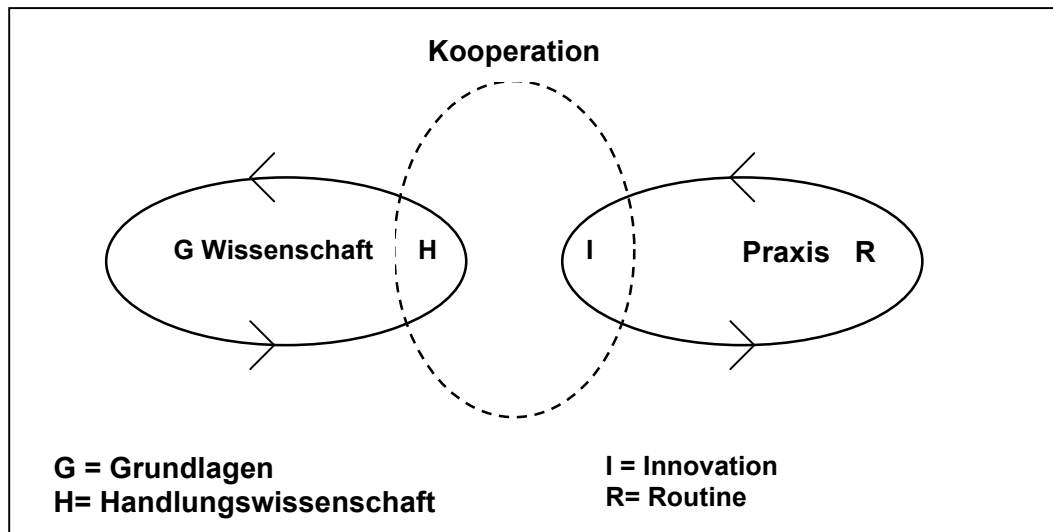 Kooperation
G Wissenschaft H I Praxis R
G = Grundlagen
H= Handlungswissenschaft
I = Innovation
R= Routine